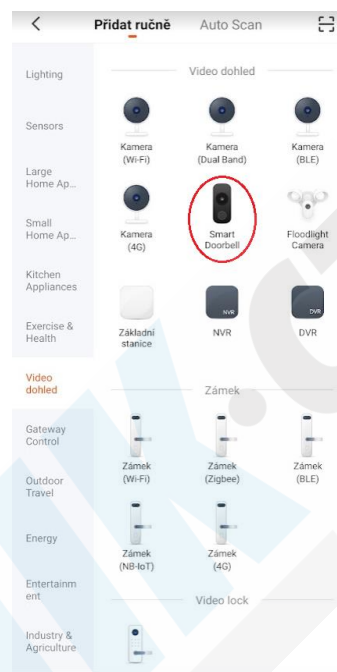 Přidat ručně Auto Scan
Lighting
Sensors
Large
Home Ap...
Small
Home Ap...
Kitchen
Appliances
Exercise &
Health
Video
dohled
Gateway
Control
Outdoor
Travel
Energy
Entertainm
ent
Industry &
Agriculture
Video dohled
Kamera
(Wi-Fi)
Kamera
(Dual Band)
Kamera
(BLE)
Kamera
(4G)
Smart
Doorbell
Floodlight
Camera
Základní
stanice
NVR
NVR
DVR
DVR
Zámek
Zámek
(Wi-Fi)
Zámek
(Zigbee)
Zámek
(BLE)
Zámek
(NB-IoT)
Zámek
(4G)
Video lock